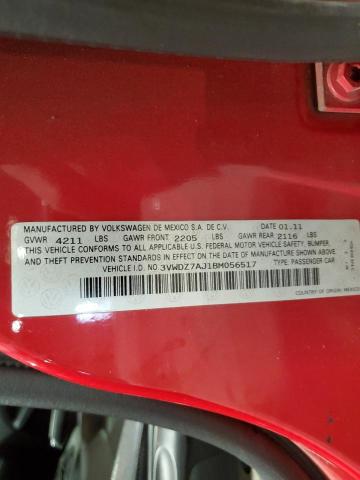 MANUFACTURED BY VOLKSWAGEN DE MEXICO S.A. DE C.V. DATE 01.11
GVWR 4211 LBS GAWR FRONT 2205 LBS GAWR REAR 2116 LBS
THIS VEHICLE CONFORMS TO ALL APPLICABLE U.S. FEDERAL MOTOR VEHICLE SAFETY, BUMPER,
AND THEFT PREVENTION STANDARDS IN EFFECT ON THE DATE OF MANUFACTURE SHOWN ABOVE.
VEHICLE I.D. NO. 3VWDZ7AJ1BM056517 TYPE: PASSENGER CAR
COUNTRY OF ORIGIN: MEXICO